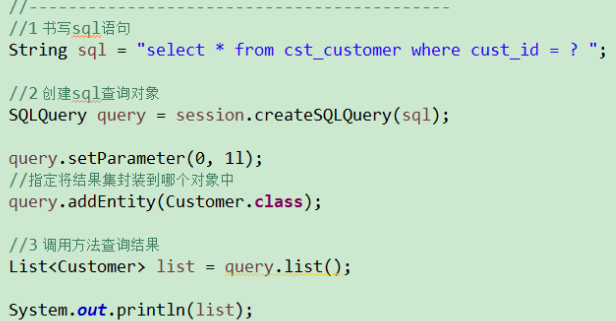 //-------------------------------------------
//1 书写sql语句
String sql = "select * from cst_customer where cust_id = ? ";
//2 创建sql查询对象
SQLQuery query = session.createSQLQuery(sql);
query.setParameter(0, 1l);
//指定将结果集封装到哪个对象中
query.addEntity(Customer.class);
//3 调用方法查询结果
List<Customer> list = query.list();
System.out.println(list);